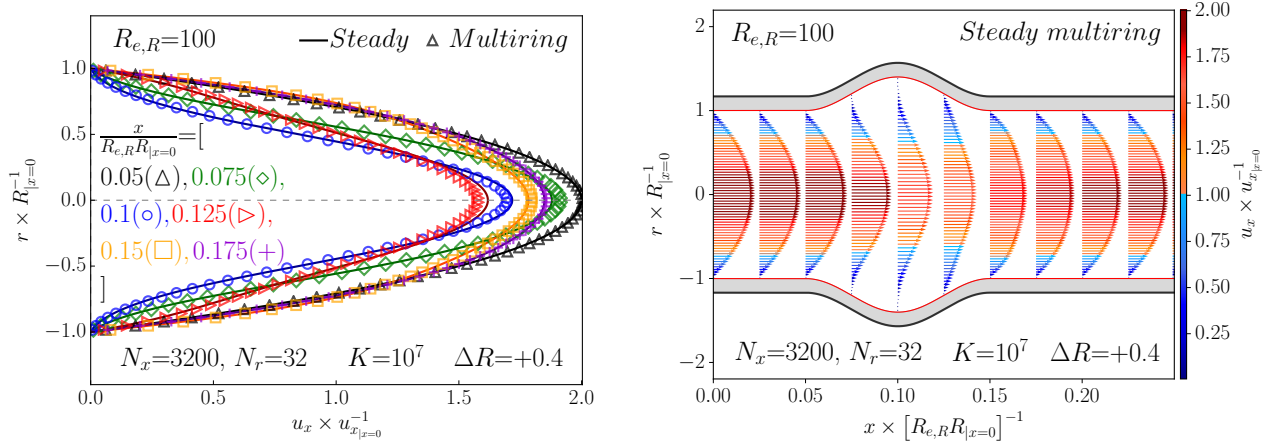 R_{e,R}=100
Steady
Multiring
\frac{x}{R_{e,R}R_{|x=0}}=[
0.05(△), 0.075(◇),
0.1(○), 0.125(▷),
0.15(□), 0.175(+)
]
N_x=3200, N_r=32 K=10^7 ΔR=+0.4
1.0
0.5
0.0
−0.5
−1.0
r × R_{|x=0}^{-1}
0.0 0.5 1.0 1.5 2.0
u_x × u_{x|x=0}^{-1}
R_{e,R}=100
Steady multiring
N_x=3200, N_r=32 K=10^7 ΔR=+0.4
2
1
0
−1
−2
r × R_{|x=0}^{-1}
0.00 0.05 0.10 0.15 0.20
x × [R_{e,R}R_{|x=0}]^{-1}
2.00
1.75
1.50
1.25
1.00
0.75
0.50
0.25
u_x × u_{x|x=0}^{-1}